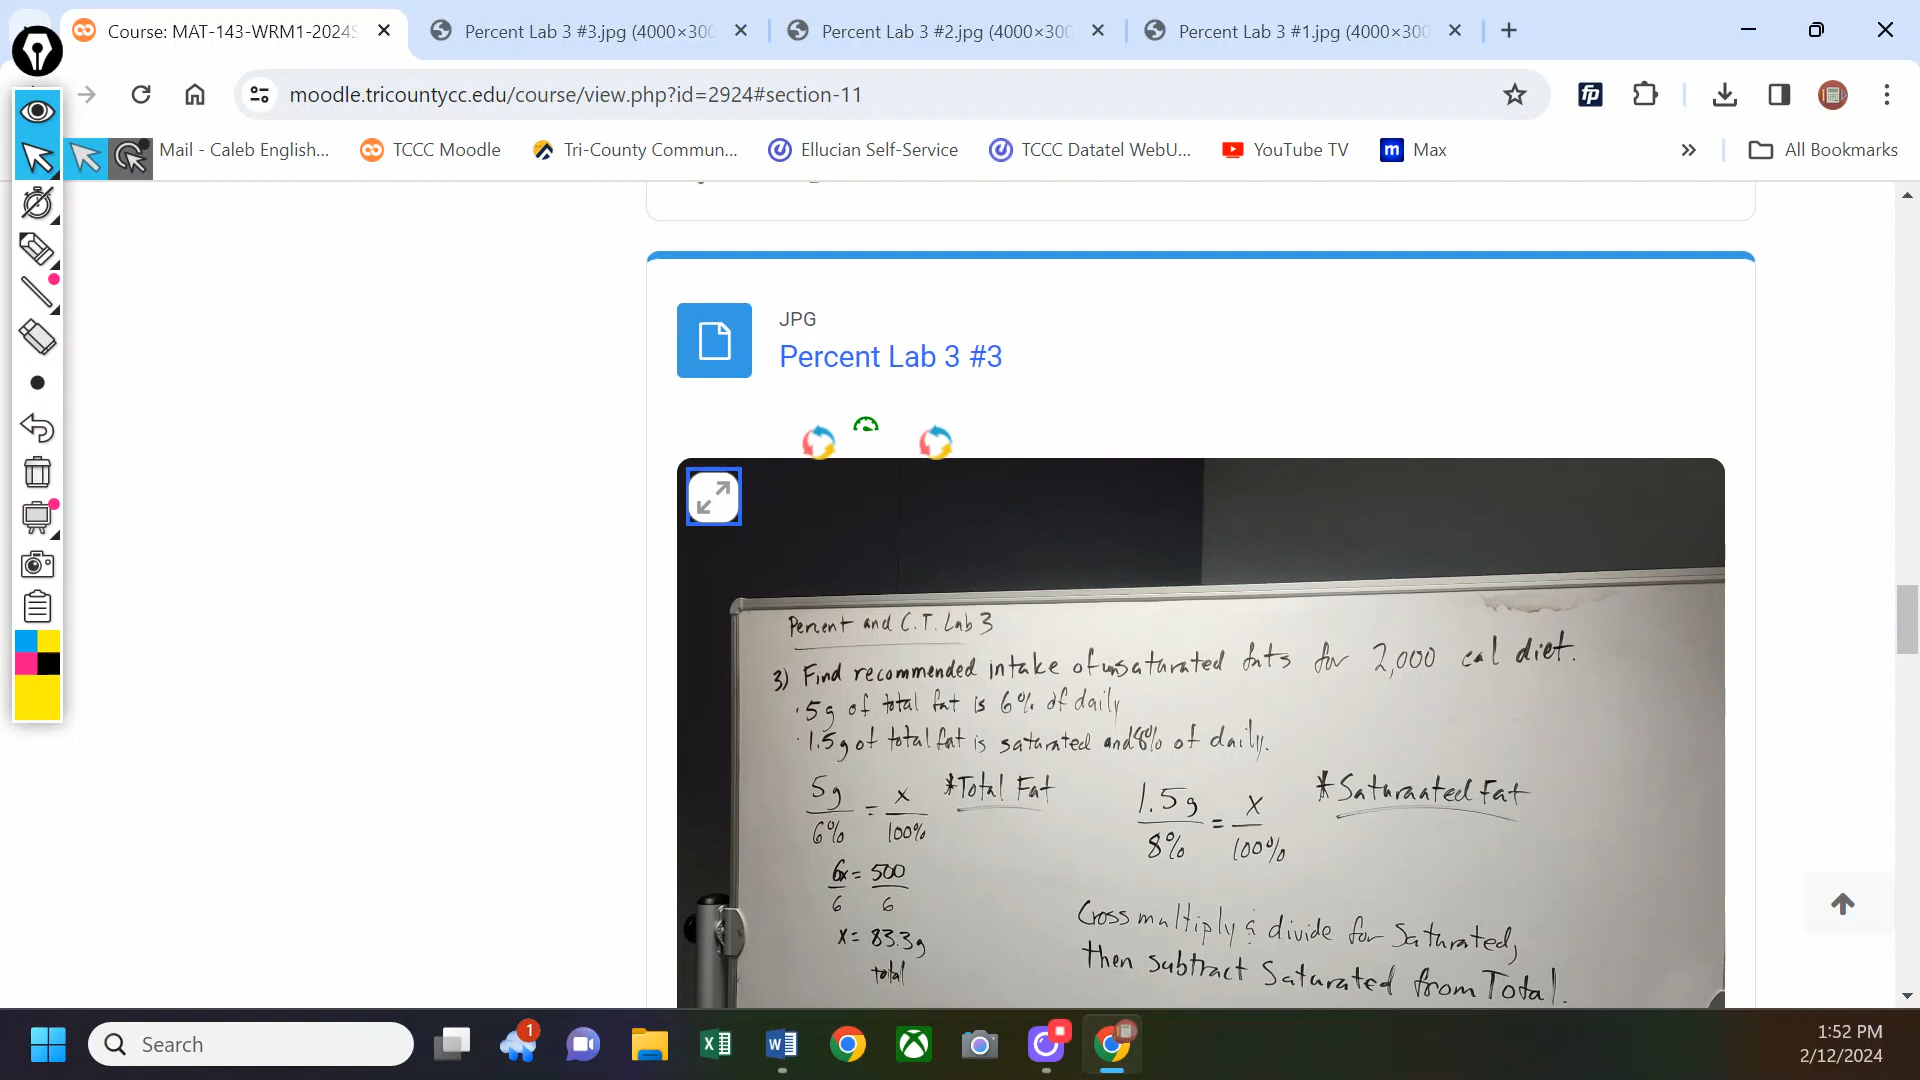 Course: MAT-143-WRM1-2024S
Percent Lab 3 #3.jpg (4000×300
Percent Lab 3 #2.jpg (4000×300
Percent Lab 3 #1.jpg (4000×300
moodle.tricountycc.edu/course/view.php?id=2924#section-11
Mail - Caleb English...
TCCC Moodle
Tri-County Commun...
Ellucian Self-Service
TCCC Datatel WebU...
YouTube TV
m Max
All Bookmarks
JPG
Percent Lab 3 #3
Percent and C.T. Lab 3
3) Find recommended intake of unsaturated fats for 2,000 cal diet.
· 5g of total fat is 6% of daily
· 1.5g of total fat is saturated and 8% of daily.
5g/6% = x/100% *Total Fat
1.5g/8% = x/100% *Saturaated Fat
6x/6 = 500/6
x = 83.3g
total
Cross multiply & divide for Saturated,
then subtract Saturated from Total.
Search
1
1:52 PM
2/12/2024